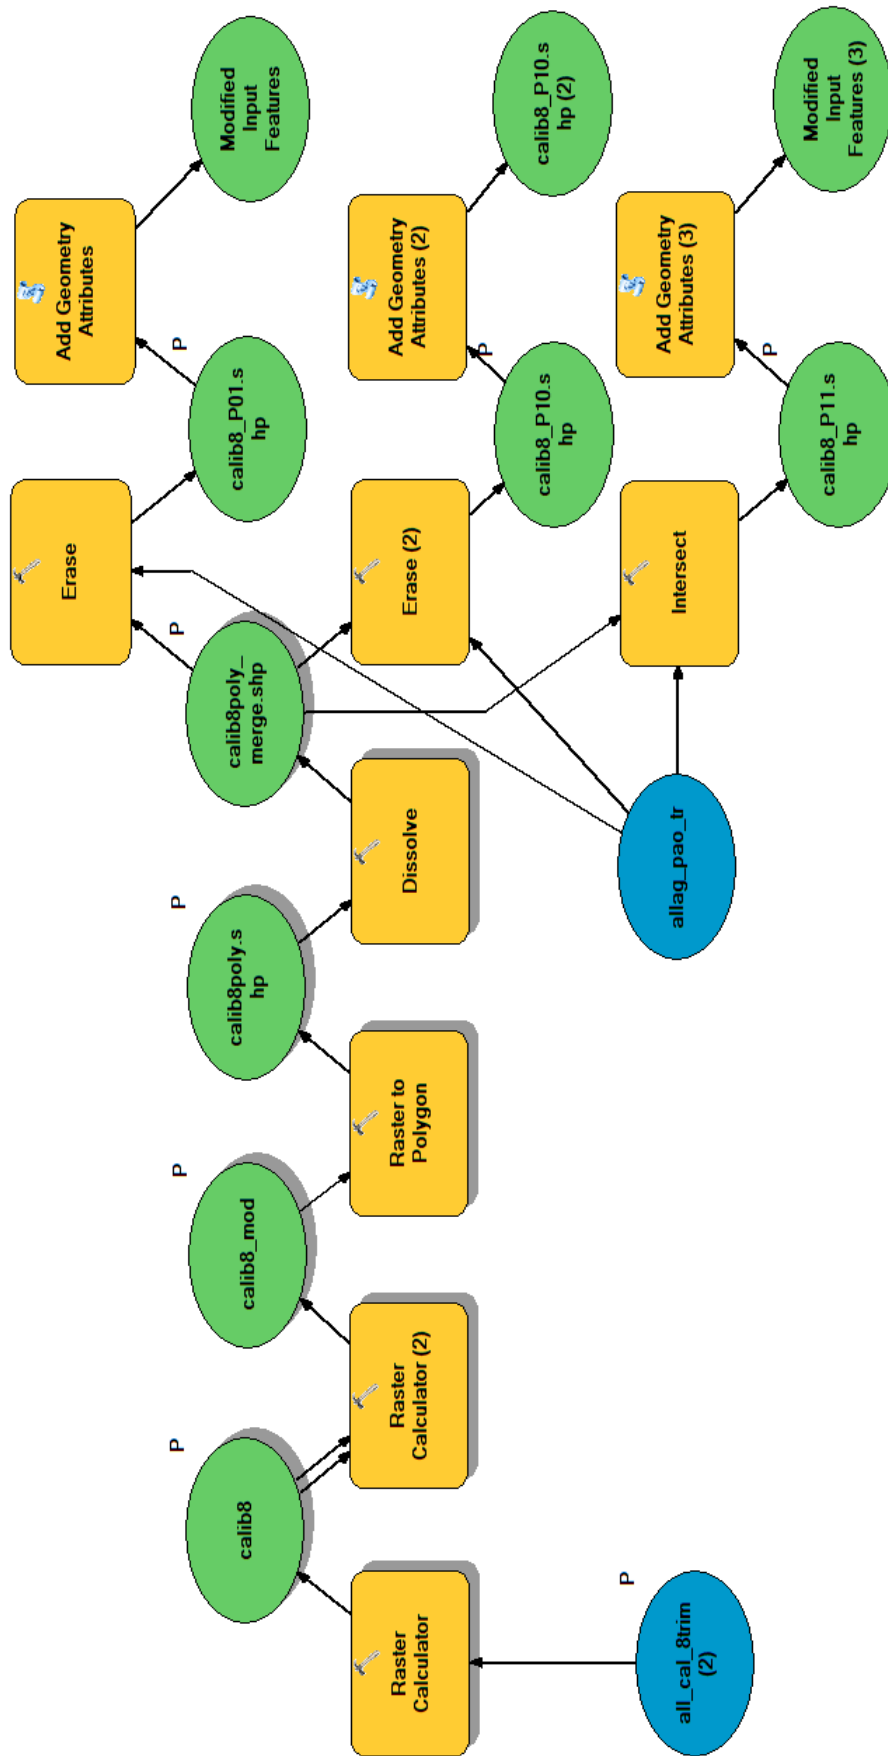 all_cal_8trim
(2)
P
Raster
Calculator
calib8
P
Raster
Calculator (2)
calib8_mod
P
Raster to
Polygon
calib8poly.s
hp
P
Dissolve
calib8poly_
merge.shp
P
allag_pao_tr
Erase
calib8_P01.s
hp
P
Add Geometry
Attributes
Modified
Input
Features
Erase (2)
calib8_P10.s
hp
P
Add Geometry
Attributes (2)
calib8_P10.s
hp (2)
Intersect
calib8_P11.s
hp
P
Add Geometry
Attributes (3)
Modified
Input
Features (3)